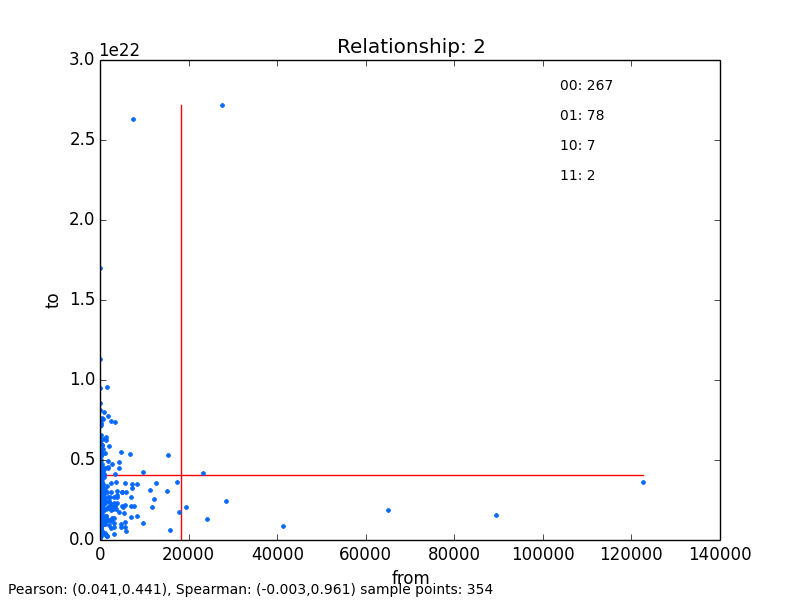 Relationship: 2
1e22
3.0
2.5
2.0
1.5
1.0
0.5
0.0
to
00: 267
01: 78
10: 7
11: 2
0 20000 40000 60000 80000 100000 120000 140000
from
Pearson: (0.041,0.441), Spearman: (-0.003,0.961) sample points: 354